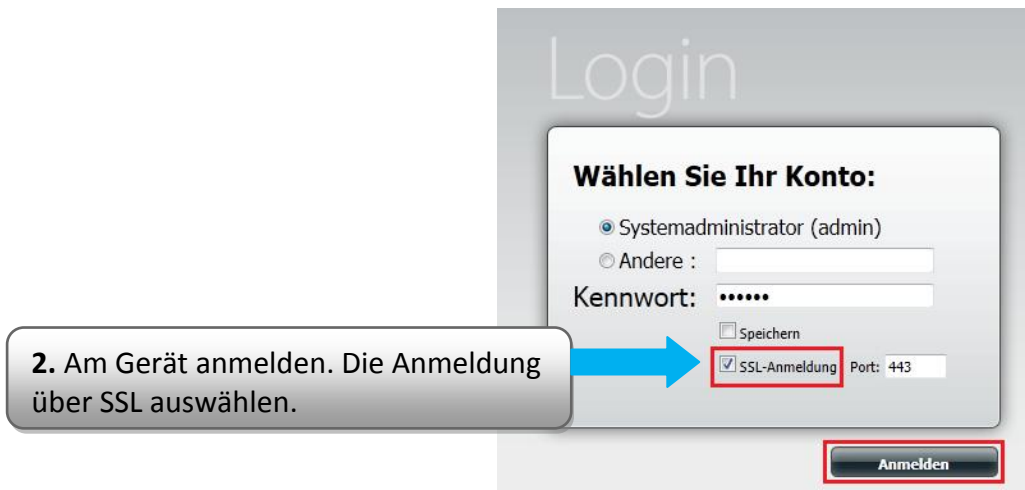 Login
Wählen Sie Ihr Konto:
Systemadministrator (admin)
Andere :
Kennwort: ••••••
Speichern
SSL-Anmeldung Port: 443
2. Am Gerät anmelden. Die Anmeldung
über SSL auswählen.
Anmelden